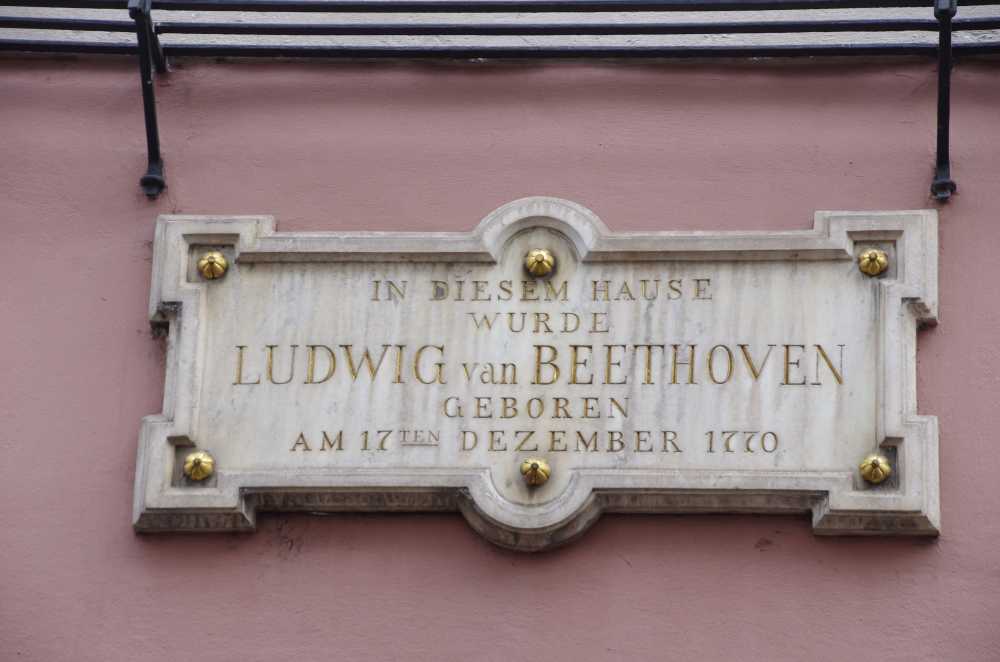 IN DIESEM HAUSE
WURDE
LUDWIG van BEETHOVEN
GEBOREN
AM 17TEN DEZEMBER 1770